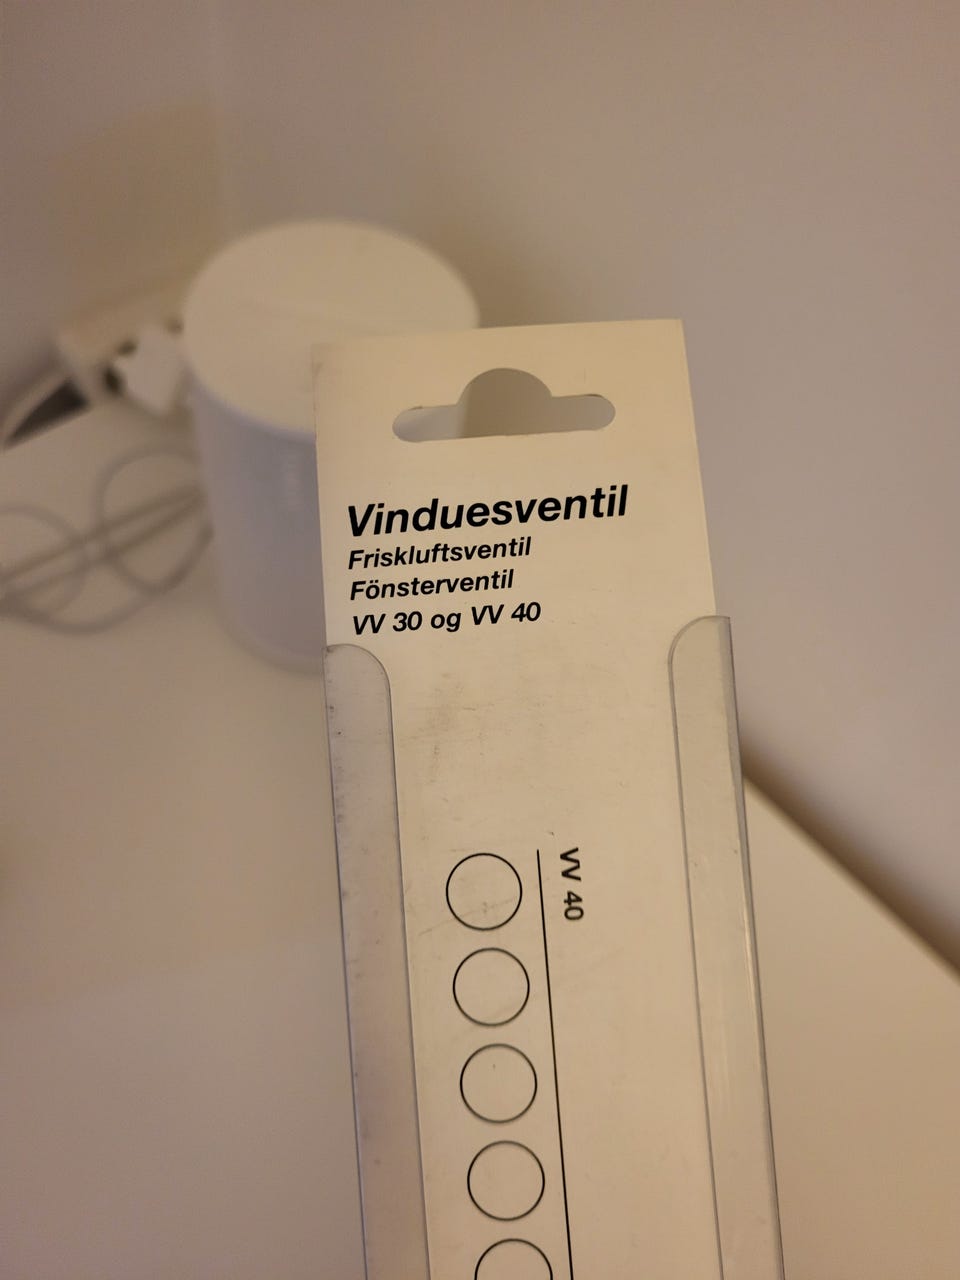 Vinduesventil
Friskluftsventil
Fönsterventil
VV 30 og VV 40
VV 40